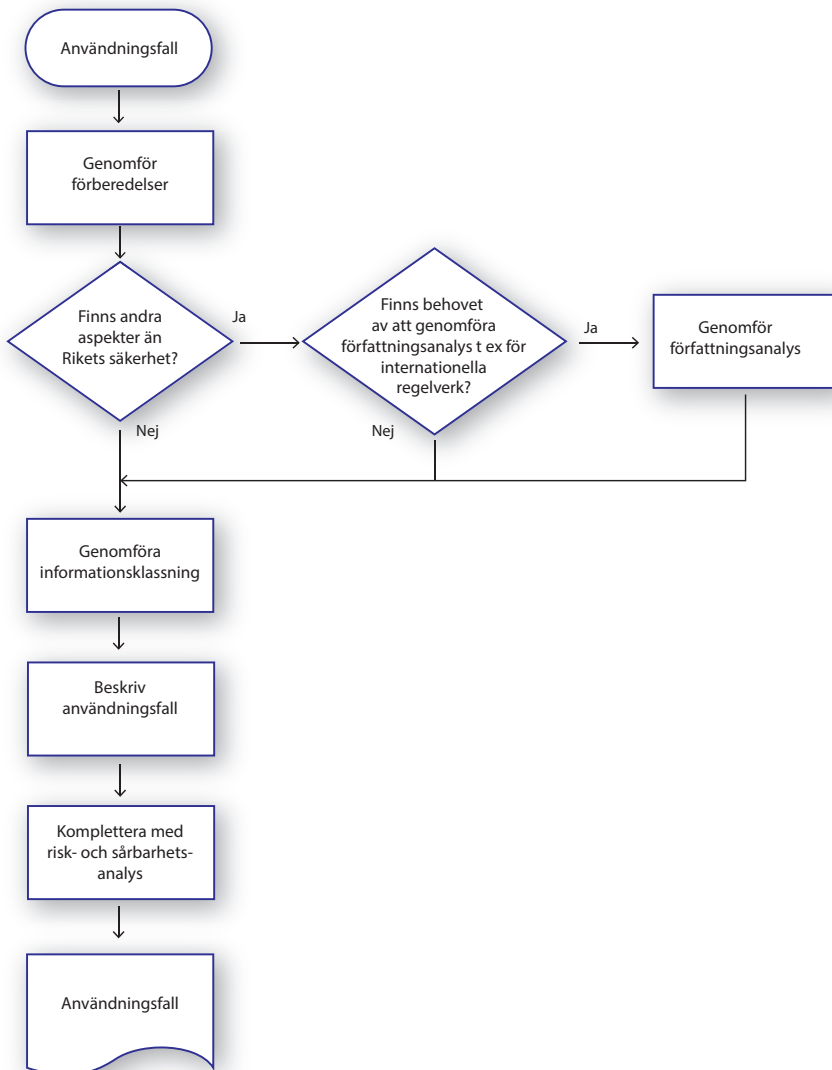 Användningsfall
Genomför
förberedelser
Finns andra
aspekter än
Rikets säkerhet?
Ja
Finns behovet
av att genomföra
författningsanalys t ex för
internationella
regelverk?
Ja
Genomför
författningsanalys
Nej
Nej
Genomföra
informationsklassning
Beskriv
användningsfall
Komplettera med
risk- och sårbarhets-
analys
Användningsfall